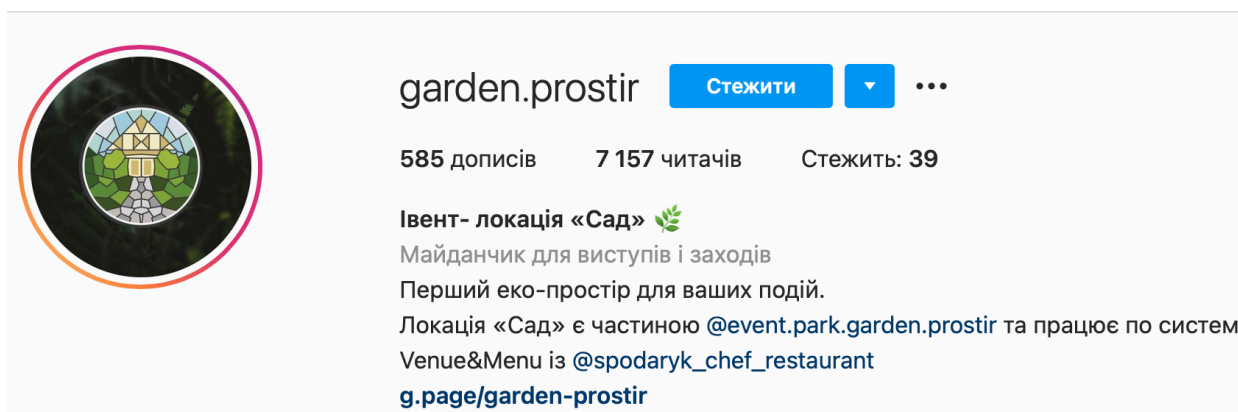 garden.prostir Стежити
585 дописів 7 157 читачів Стежить: 39
Івент- локація «Сад» 🌿
Майданчик для виступів і заходів
Перший еко-простір для ваших подій.
Локація «Сад» є частиною @event.park.garden.prostir та працює по систем
Venue&Menu із @spodaryk_chef_restaurant
g.page/garden-prostir